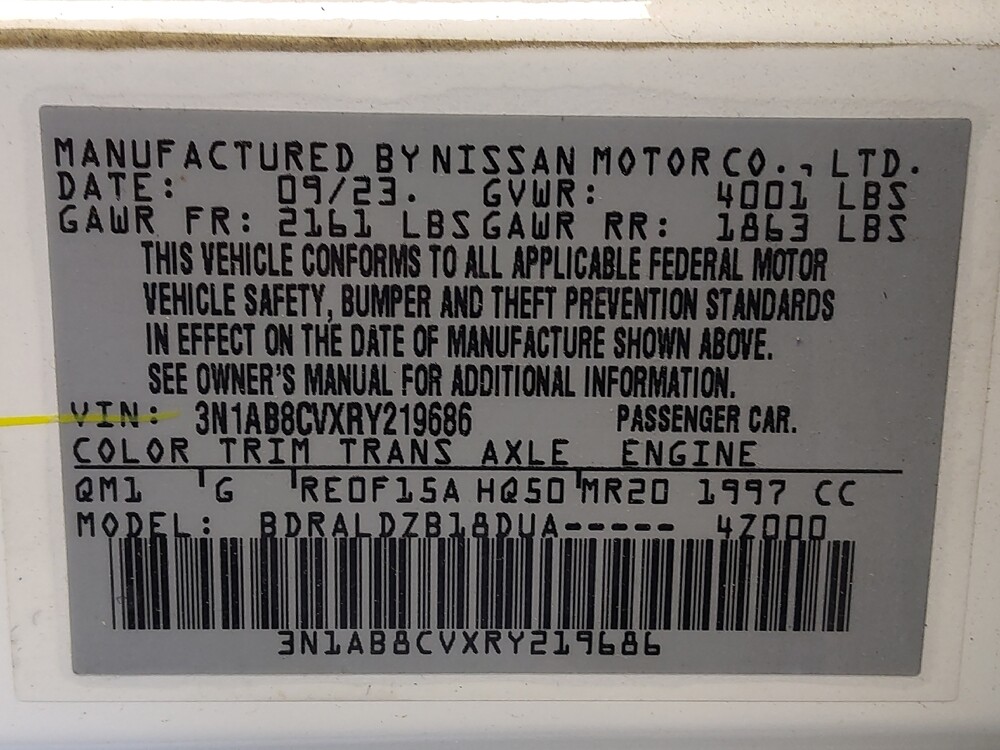 MANUFACTURED BY NISSAN MOTOR CO., LTD.
DATE: 09/23. GVWR: 4001 LBS
GAWR FR: 2161 LBS GAWR RR: 1863 LBS
THIS VEHICLE CONFORMS TO ALL APPLICABLE FEDERAL MOTOR
VEHICLE SAFETY, BUMPER AND THEFT PREVENTION STANDARDS
IN EFFECT ON THE DATE OF MANUFACTURE SHOWN ABOVE.
SEE OWNER'S MANUAL FOR ADDITIONAL INFORMATION.
VIN: 3N1AB8CVXRY219686 PASSENGER CAR.
COLOR TRIM TRANS AXLE ENGINE
QM1 G RE0F15A HQ50 MR20 1997 CC
MODEL: BDRALDZB18DUA----- 4Z000
3N1AB8CVXRY219686